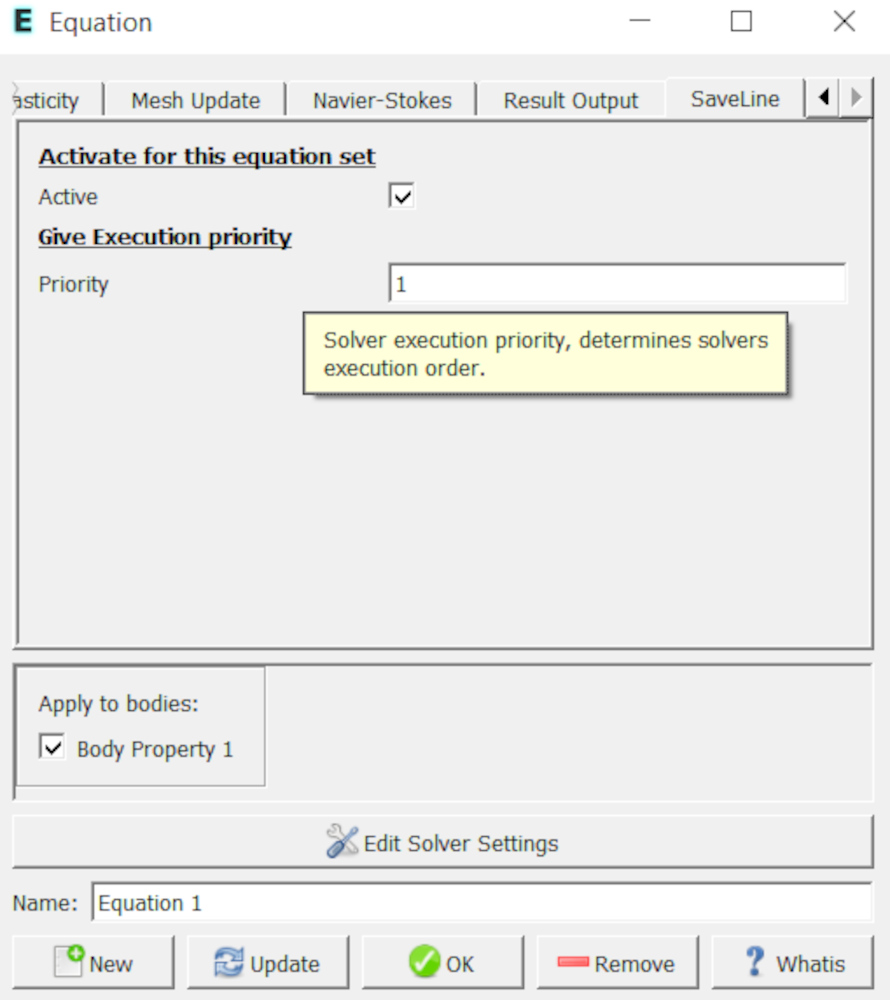 E Equation
asticity Mesh Update Navier-Stokes Result Output SaveLine
Activate for this equation set
Active
Give Execution priority
Priority 1
Solver execution priority, determines solvers
execution order.
Apply to bodies:
Body Property 1
Edit Solver Settings
Name: Equation 1
New Update OK Remove ? Whatis